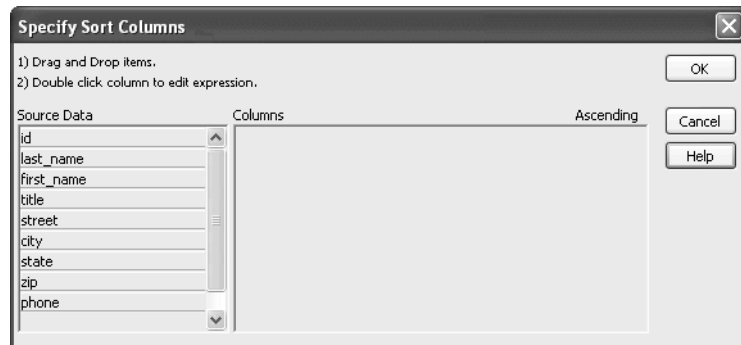 Specify Sort Columns
1) Drag and Drop items.
2) Double click column to edit expression.
OK
Source Data Columns Ascending
Cancel
Help
id
last_name
first_name
title
street
city
state
zip
phone